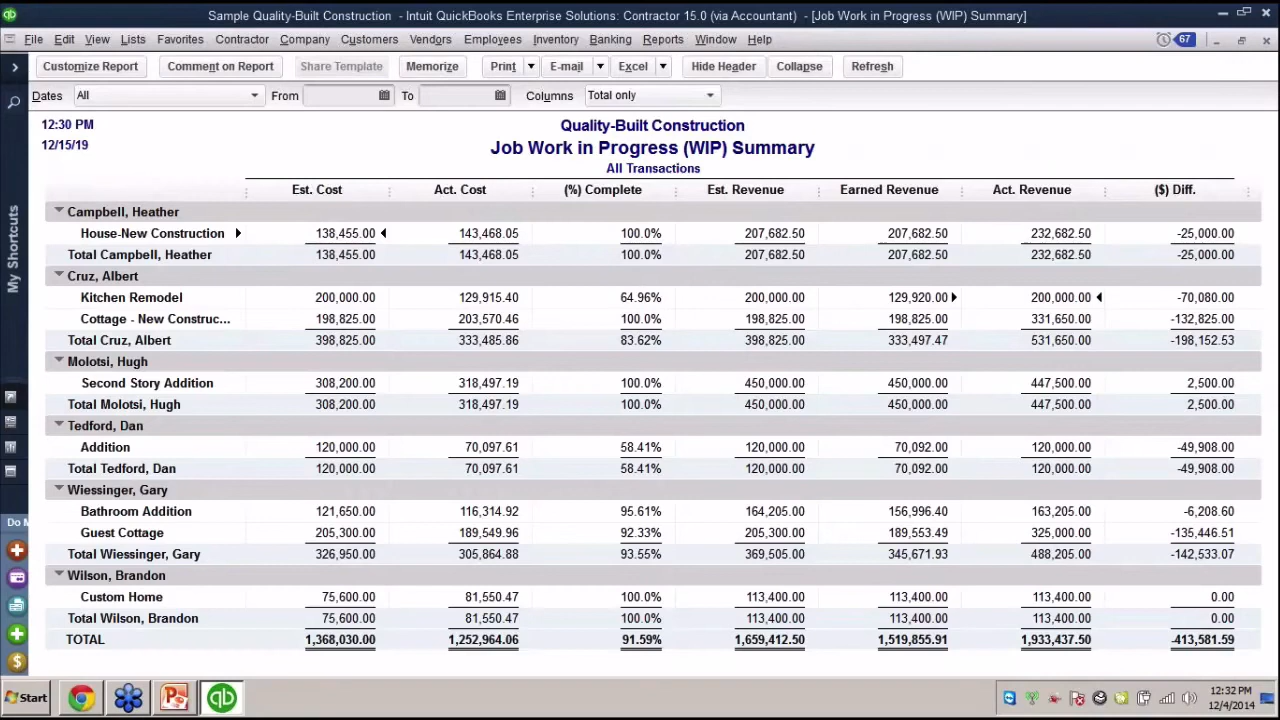 Sample Quality-Built Construction - Intuit QuickBooks Enterprise Solutions: Contractor 15.0 (via Accountant) - [Job Work in Progress (WIP) Summary]
File Edit View Lists Favorites Contractor Company Customers Vendors Employees Inventory Banking Reports Window Help 67
Customize Report Comment on Report Share Template Memorize Print E-mail Excel Hide Header Collapse Refresh
Dates All From To Columns Total only
12:30 PM Quality-Built Construction
12/15/19 Job Work in Progress (WIP) Summary
All Transactions
Est. Cost Act. Cost (%) Complete Est. Revenue Earned Revenue Act. Revenue ($) Diff.
Campbell, Heather
House-New Construction 138,455.00 143,468.05 100.0% 207,682.50 207,682.50 232,682.50 -25,000.00
Total Campbell, Heather 138,455.00 143,468.05 100.0% 207,682.50 207,682.50 232,682.50 -25,000.00
Cruz, Albert
Kitchen Remodel 200,000.00 129,915.40 64.96% 200,000.00 129,920.00 200,000.00 -70,080.00
Cottage - New Construc... 198,825.00 203,570.46 100.0% 198,825.00 198,825.00 331,650.00 -132,825.00
Total Cruz, Albert 398,825.00 333,485.86 83.62% 398,825.00 333,497.47 531,650.00 -198,152.53
Molotsi, Hugh
Second Story Addition 308,200.00 318,497.19 100.0% 450,000.00 450,000.00 447,500.00 2,500.00
Total Molotsi, Hugh 308,200.00 318,497.19 100.0% 450,000.00 450,000.00 447,500.00 2,500.00
Tedford, Dan
Addition 120,000.00 70,097.61 58.41% 120,000.00 70,092.00 120,000.00 -49,908.00
Total Tedford, Dan 120,000.00 70,097.61 58.41% 120,000.00 70,092.00 120,000.00 -49,908.00
Wiessinger, Gary
Bathroom Addition 121,650.00 116,314.92 95.61% 164,205.00 156,996.40 163,205.00 -6,208.60
Guest Cottage 205,300.00 189,549.96 92.33% 205,300.00 189,553.49 325,000.00 -135,446.51
Total Wiessinger, Gary 326,950.00 305,864.88 93.55% 369,505.00 345,671.93 488,205.00 -142,533.07
Wilson, Brandon
Custom Home 75,600.00 81,550.47 100.0% 113,400.00 113,400.00 113,400.00 0.00
Total Wilson, Brandon 75,600.00 81,550.47 100.0% 113,400.00 113,400.00 113,400.00 0.00
TOTAL 1,368,030.00 1,252,964.06 91.59% 1,659,412.50 1,519,855.91 1,933,437.50 -413,581.59
My Shortcuts
Do M
Start
12:32 PM
12/4/2014